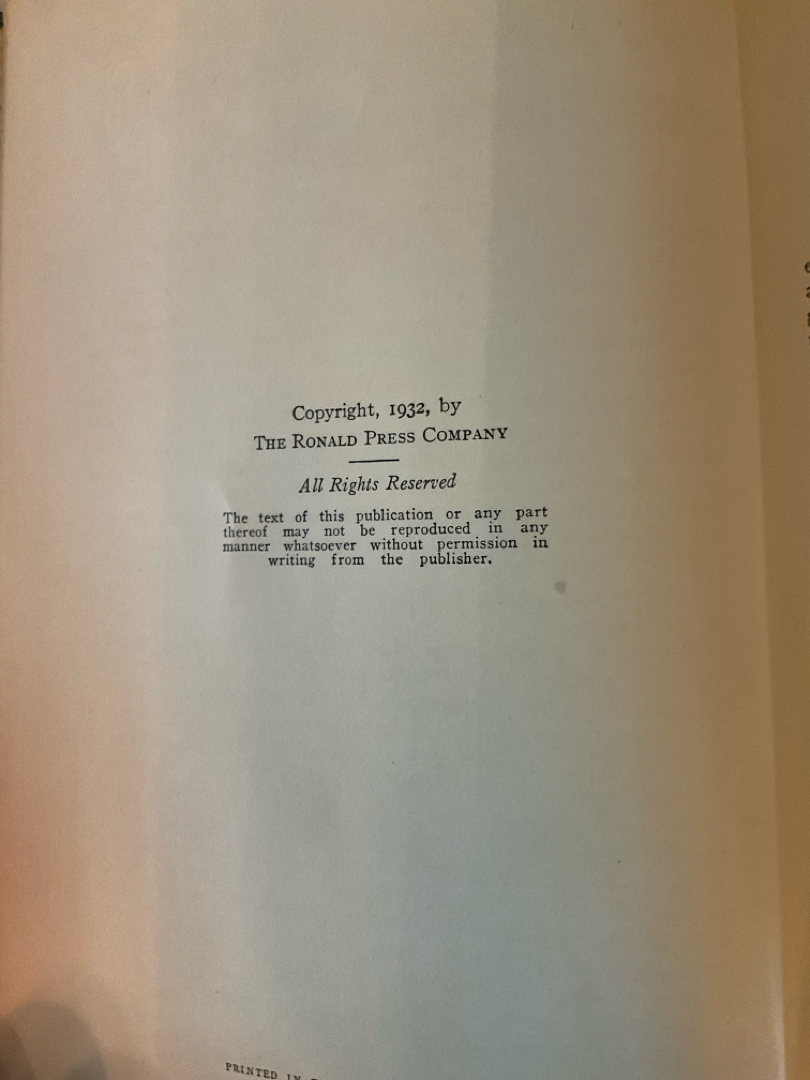 Copyright, 1932, by
THE RONALD PRESS COMPANY
All Rights Reserved
The text of this publication or any part
thereof may not be reproduced in any
manner whatsoever without permission in
writing from the publisher.
PRINTED IN